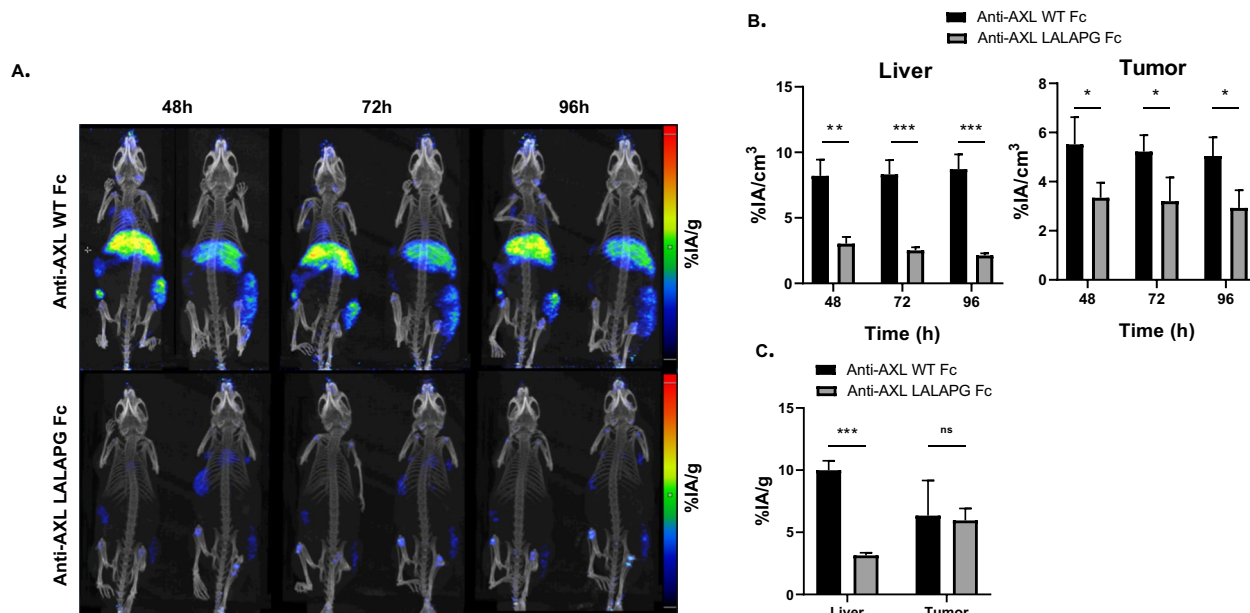 A.
48h
72h
96h
Anti-AXL WT Fc
%IA/g
Anti-AXL LALAPG Fc
%IA/g
B.
Anti-AXL WT Fc
Anti-AXL LALAPG Fc
Liver
15
10
5
0
%IA/cm³
**
***
***
48
72
96
Time (h)
Tumor
8
6
4
2
0
%IA/cm³
*
*
*
48
72
96
Time (h)
C.
Anti-AXL WT Fc
Anti-AXL LALAPG Fc
15
10
5
0
%IA/g
***
ns
Liver
Tumor